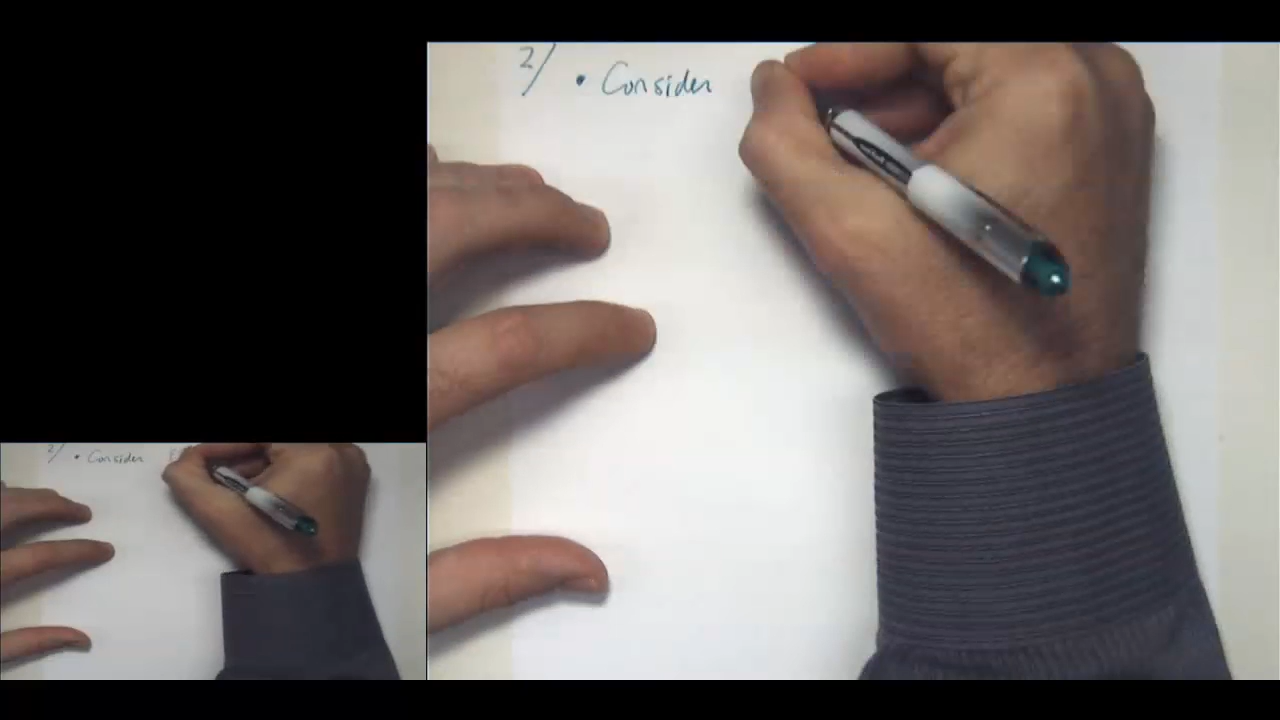 2/ • Consider